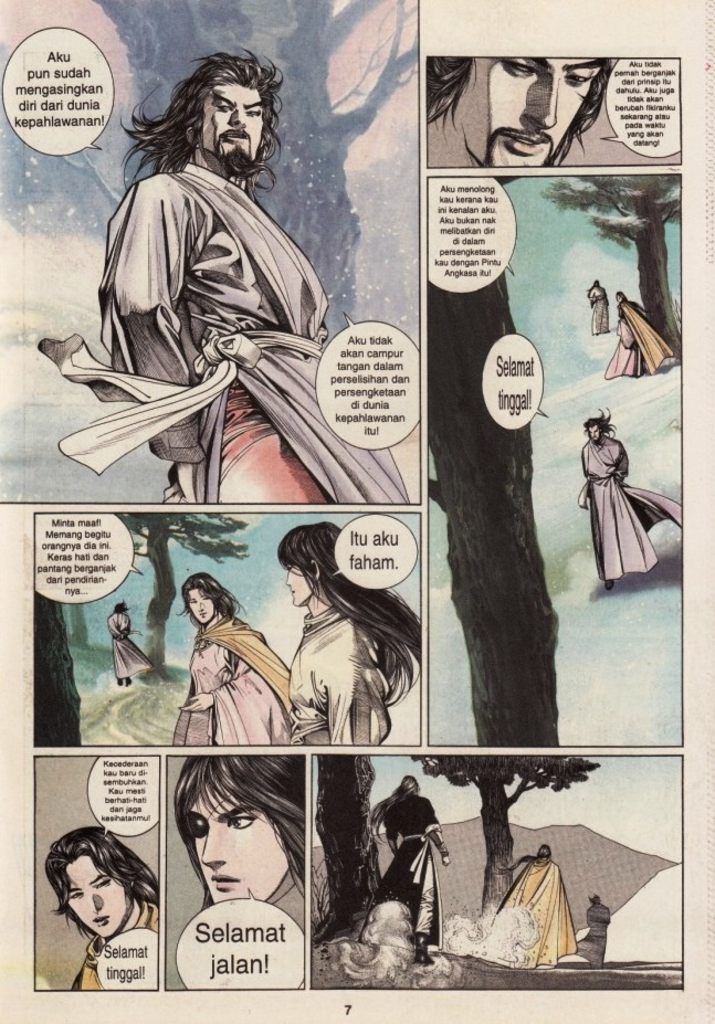 Aku
pun sudah
mengasingkan
diri dari dunia
kepahlawanan!
Aku tidak
akan campur
tangan dalam
perselisihan dan
persengketaan
di dunia
kepahlawanan
itu!
Aku tidak
pernah berganjak
dari prinsip itu
dahulu. Aku juga
tidak akan
berubah fikiranku
sekarang atau
pada waktu
yang akan
datang!
Aku menolong
kau kerana kau
ini kenalan aku.
Aku bukan nak
melibatkan diri
di dalam
persengketaan
kau dengan Pintu
Angkasa itu!
Selamat
tinggal!
Minta maaf!
Memang begitu
orangnya dia ini.
Keras hati dan
pantang berganjak
dari pendirian-
nya...
Itu aku
faham.
Kecederaan
kau baru di-
sembuhkan.
Kau mesti
berhati-hati
dan jaga
kesihatanmu!
Selamat
tinggal!
Selamat
jalan!
7